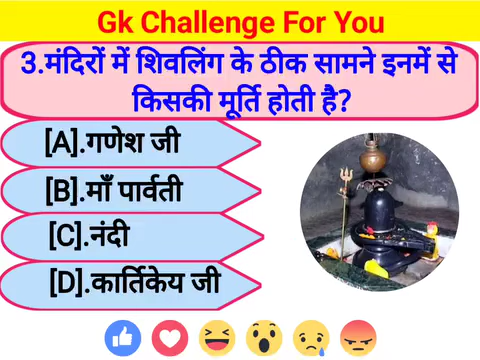 Gk Challenge For You
3.मंदिरों में शिवलिंग के ठीक सामने इनमें से
किसकी मूर्ति होती है?
[A].गणेश जी
[B].माँ पार्वती
[C].नंदी
[D].कार्तिकेय जी